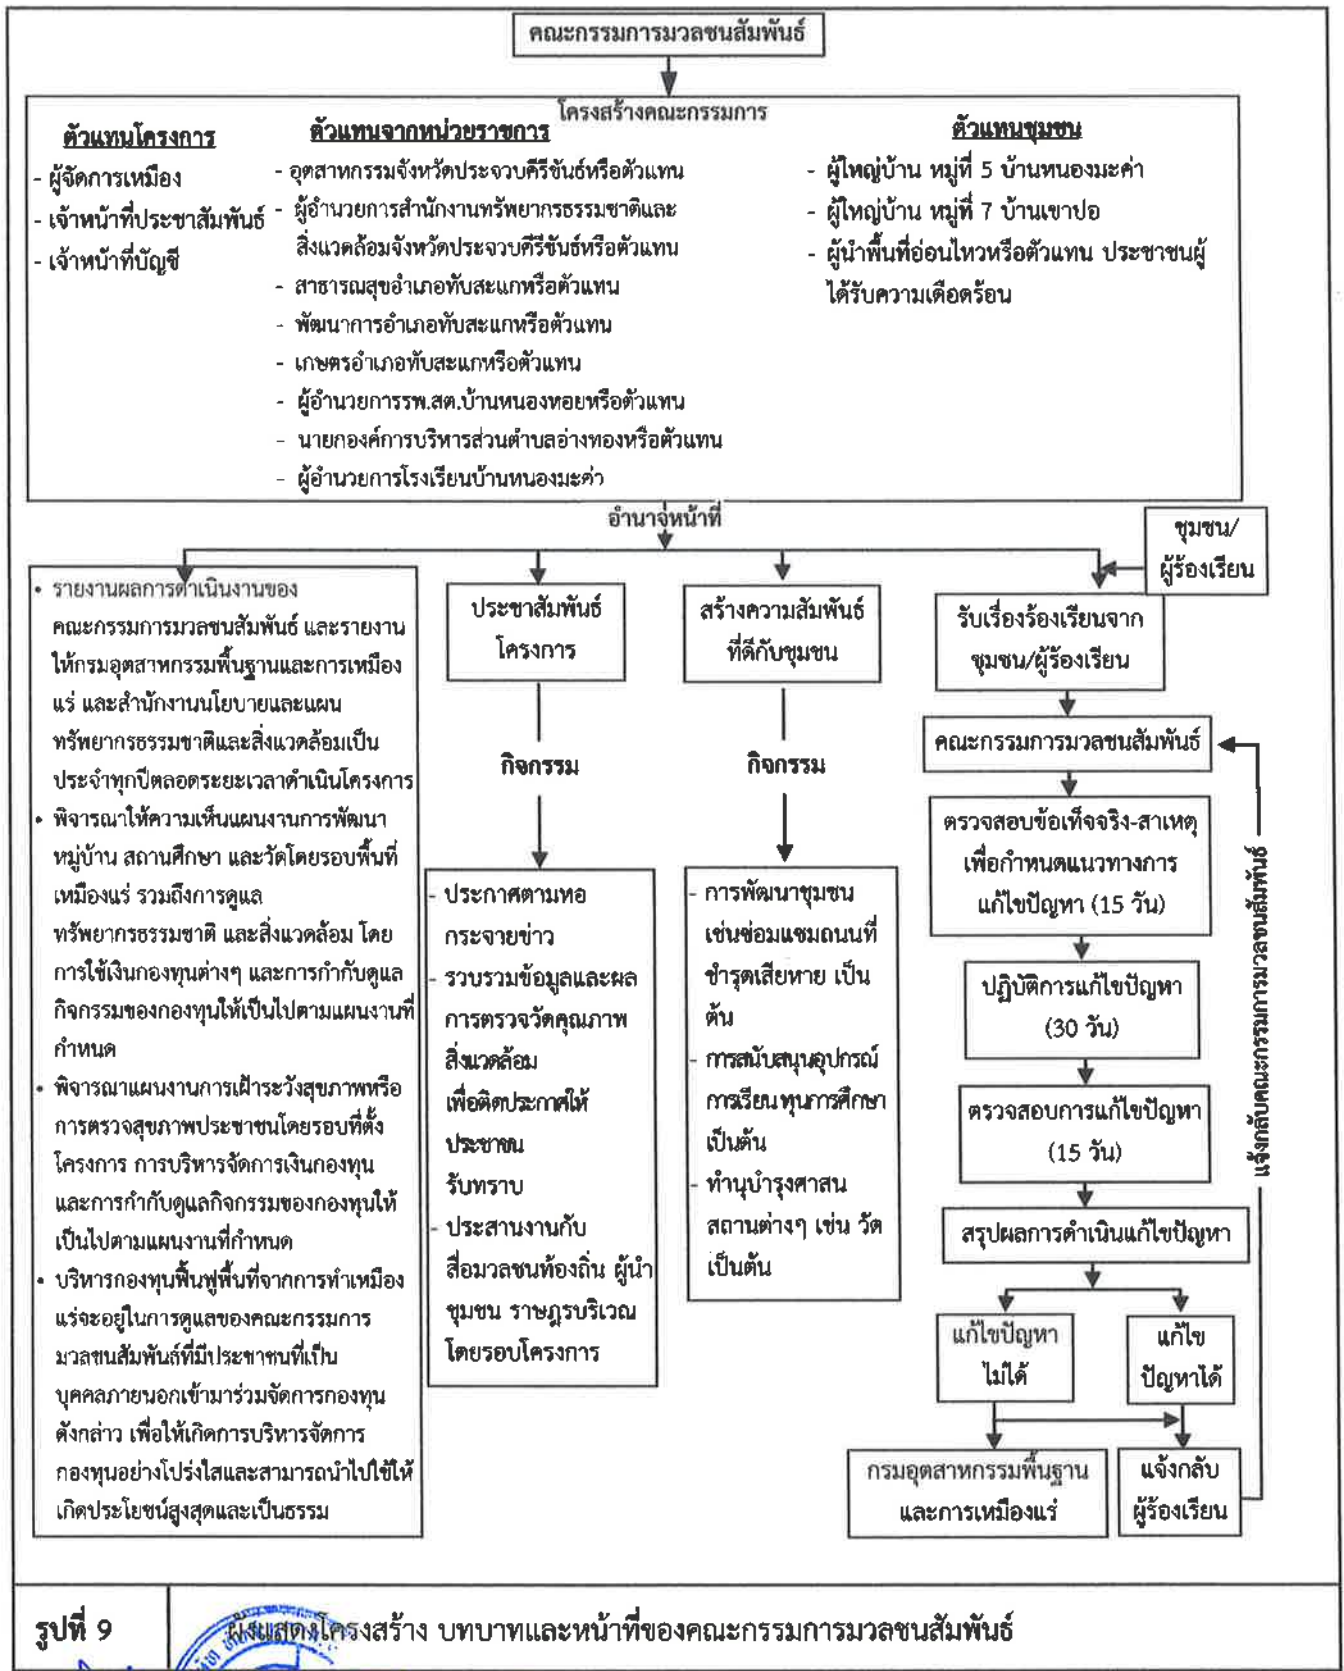 คณะกรรมการมวลชนสัมพันธ์
โครงสร้างคณะกรรมการ
ตัวแทนโครงการ
- ผู้จัดการเหมือง
- เจ้าหน้าที่ประชาสัมพันธ์
- เจ้าหน้าที่บัญชี
ตัวแทนจากหน่วยราชการ
- อุตสาหกรรมจังหวัดประจวบคีรีขันธ์หรือตัวแทน
- ผู้อำนวยการสำนักงานทรัพยากรธรรมชาติและ
สิ่งแวดล้อมจังหวัดประจวบคีรีขันธ์หรือตัวแทน
- สาธารณสุขอำเภอทับสะแกหรือตัวแทน
- พัฒนาการอำเภอทับสะแกหรือตัวแทน
- เกษตรอำเภอทับสะแกหรือตัวแทน
- ผู้อำนวยการรพ.สต.บ้านหนองหอยหรือตัวแทน
- นายกองค์การบริหารส่วนตำบลอ่างทองหรือตัวแทน
- ผู้อำนวยการโรงเรียนบ้านหนองมะค่า
ตัวแทนชุมชน
- ผู้ใหญ่บ้าน หมู่ที่ 5 บ้านหนองมะค่า
- ผู้ใหญ่บ้าน หมู่ที่ 7 บ้านเขาปอ
- ผู้นำพื้นที่อ่อนไหวหรือตัวแทน ประชาชนผู้
ได้รับความเดือดร้อน
อำนาจหน้าที่
ชุมชน/
ผู้ร้องเรียน
• รายงานผลการดำเนินงานของ
คณะกรรมการมวลชนสัมพันธ์ และรายงาน
ให้กรมอุตสาหกรรมพื้นฐานและการเหมือง
แร่ และสำนักงานนโยบายและแผน
ทรัพยากรธรรมชาติและสิ่งแวดล้อมเป็น
ประจำทุกปีตลอดระยะเวลาดำเนินโครงการ
• พิจารณาให้ความเห็นแผนงานการพัฒนา
หมู่บ้าน สถานศึกษา และวัดโดยรอบพื้นที่
เหมืองแร่ รวมถึงการดูแล
ทรัพยากรธรรมชาติ และสิ่งแวดล้อม โดย
การใช้เงินกองทุนต่างๆ และการกำกับดูแล
กิจกรรมของกองทุนให้เป็นไปตามแผนงานที่
กำหนด
• พิจารณาแผนงานการเฝ้าระวังสุขภาพหรือ
การตรวจสุขภาพประชาชนโดยรอบที่ตั้ง
โครงการ การบริหารจัดการเงินกองทุน
และการกำกับดูแลกิจกรรมของกองทุนให้
เป็นไปตามแผนงานที่กำหนด
• บริหารกองทุนฟื้นฟูพื้นที่จากการทำเหมือง
แร่จะอยู่ในการดูแลของคณะกรรมการ
มวลชนสัมพันธ์ที่มีประชาชนที่เป็น
บุคคลภายนอกเข้ามาร่วมจัดการกองทุน
ดังกล่าว เพื่อให้เกิดการบริหารจัดการ
กองทุนอย่างโปร่งใสและสามารถนำไปใช้ให้
เกิดประโยชน์สูงสุดและเป็นธรรม
ประชาสัมพันธ์
โครงการ
กิจกรรม
- ประกาศตามหอ
กระจายข่าว
- รวบรวมข้อมูลและผล
การตรวจวัดคุณภาพ
สิ่งแวดล้อม
เพื่อติดประกาศให้
ประชาชน
รับทราบ
- ประสานงานกับ
สื่อมวลชนท้องถิ่น ผู้นำ
ชุมชน ราษฎรบริเวณ
โดยรอบโครงการ
สร้างความสัมพันธ์
ที่ดีกับชุมชน
กิจกรรม
- การพัฒนาชุมชน
เช่นซ่อมแซมถนนที่
ชำรุดเสียหาย เป็น
ต้น
- การสนับสนุนอุปกรณ์
การเรียน ทุนการศึกษา
เป็นต้น
- ทำนุบำรุงศาสน
สถานต่างๆ เช่น วัด
เป็นต้น
รับเรื่องร้องเรียนจาก
ชุมชน/ผู้ร้องเรียน
คณะกรรมการมวลชนสัมพันธ์
ตรวจสอบข้อเท็จจริง-สาเหตุ
เพื่อกำหนดแนวทางการ
แก้ไขปัญหา (15 วัน)
ปฏิบัติการแก้ไขปัญหา
(30 วัน)
ตรวจสอบการแก้ไขปัญหา
(15 วัน)
สรุปผลการดำเนินแก้ไขปัญหา
แก้ไขปัญหา
ไม่ได้
แก้ไข
ปัญหาได้
กรมอุตสาหกรรมพื้นฐาน
และการเหมืองแร่
แจ้งกลับ
ผู้ร้องเรียน
แจ้งกลับคณะกรรมการมวลชนสัมพันธ์
รูปที่ 9
ผังแสดงโครงสร้าง บทบาทและหน้าที่ของคณะกรรมการมวลชนสัมพันธ์